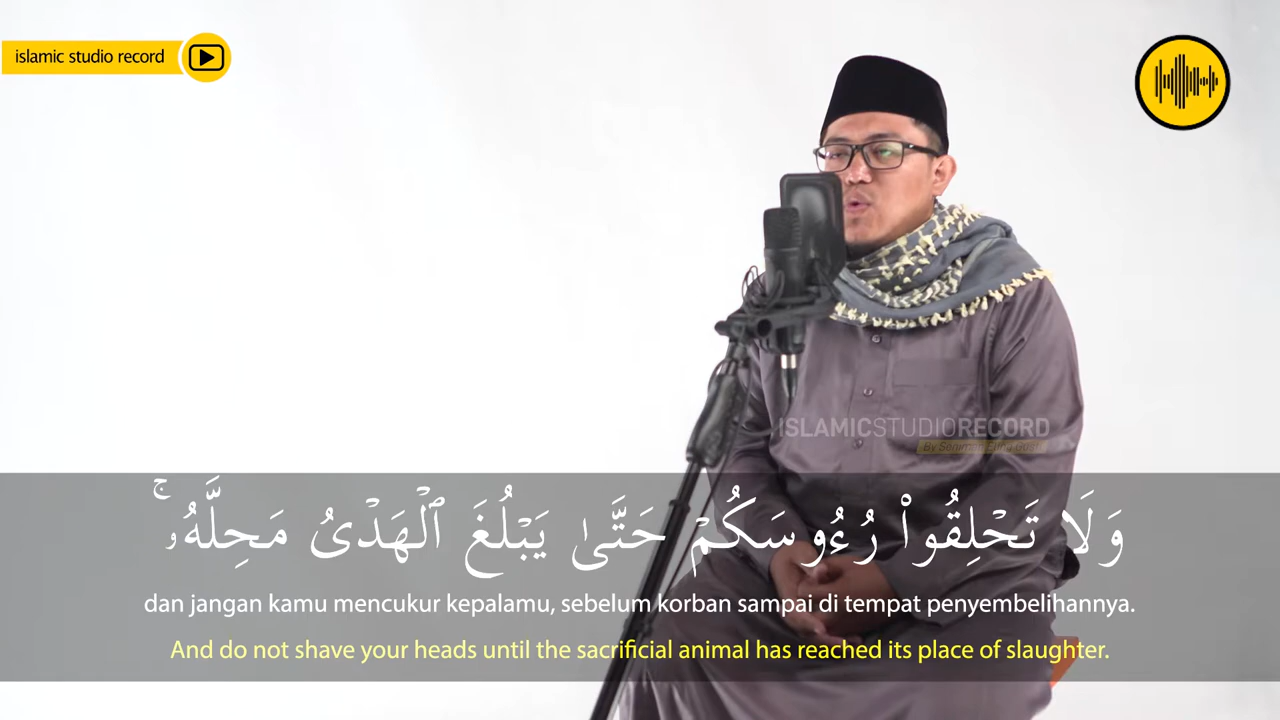 islamic studio record
ISLAMICSTUDIORECORD
وَلَا تَحْلِقُوا۟ رُءُوسَكُمْ حَتَّىٰ يَبْلُغَ ٱلْهَدْىُ مَحِلَّهُۥ ۚ
dan jangan kamu mencukur kepalamu, sebelum korban sampai di tempat penyembelihannya.
And do not shave your heads until the sacrificial animal has reached its place of slaughter.